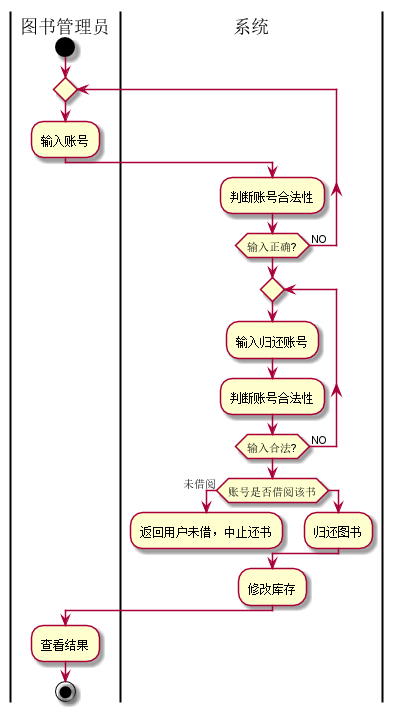 图书管理员
系统
输入账号
判断账号合法性
输入正确?
NO
输入归还账号
判断账号合法性
输入合法?
NO
未借阅
账号是否借阅该书
返回用户未借，中止还书
归还图书
修改库存
查看结果